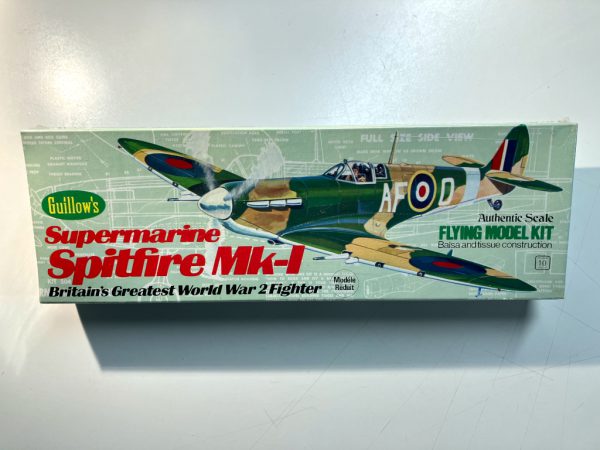 FULL SIZE SIDE VIEW
Guillow's
AF D
Supermarine
Spitfire Mk-I
Britain's Greatest World War 2 Fighter
Modèle
Réduit
Authentic Scale
FLYING MODEL KIT
Balsa and tissue construction
10